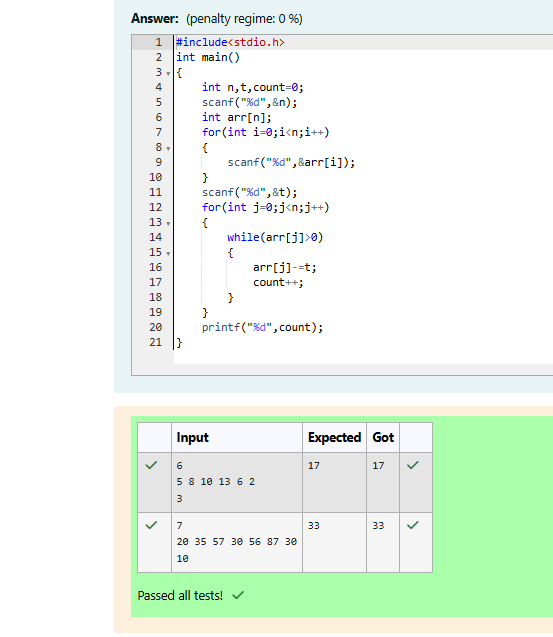 Answer: (penalty regime: 0 %)
1 #include<stdio.h>
2 int main()
3 {
4 int n,t,count=0;
5 scanf("%d",&n);
6 int arr[n];
7 for(int i=0;i<n;i++)
8 {
9 scanf("%d",&arr[i]);
10 }
11 scanf("%d",&t);
12 for(int j=0;j<n;j++)
13 {
14 while(arr[j]>0)
15 {
16 arr[j]-=t;
17 count++;
18 }
19 }
20 printf("%d",count);
21 }
Input Expected Got
6 17 17
5 8 10 13 6 2
3
7 33 33
20 35 57 30 56 87 30
10
Passed all tests!